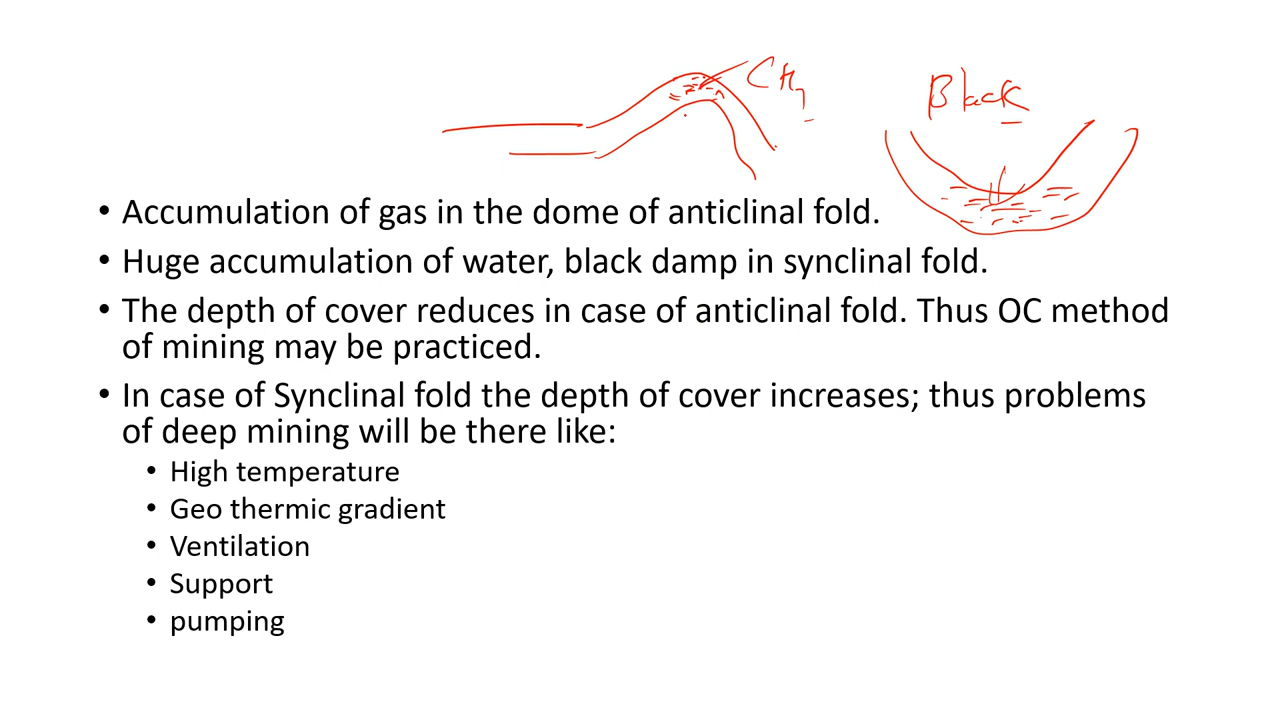 CH4
Black
• Accumulation of gas in the dome of anticlinal fold.
• Huge accumulation of water, black damp in synclinal fold.
• The depth of cover reduces in case of anticlinal fold. Thus OC method
of mining may be practiced.
• In case of Synclinal fold the depth of cover increases; thus problems
of deep mining will be there like:
• High temperature
• Geo thermic gradient
• Ventilation
• Support
• pumping